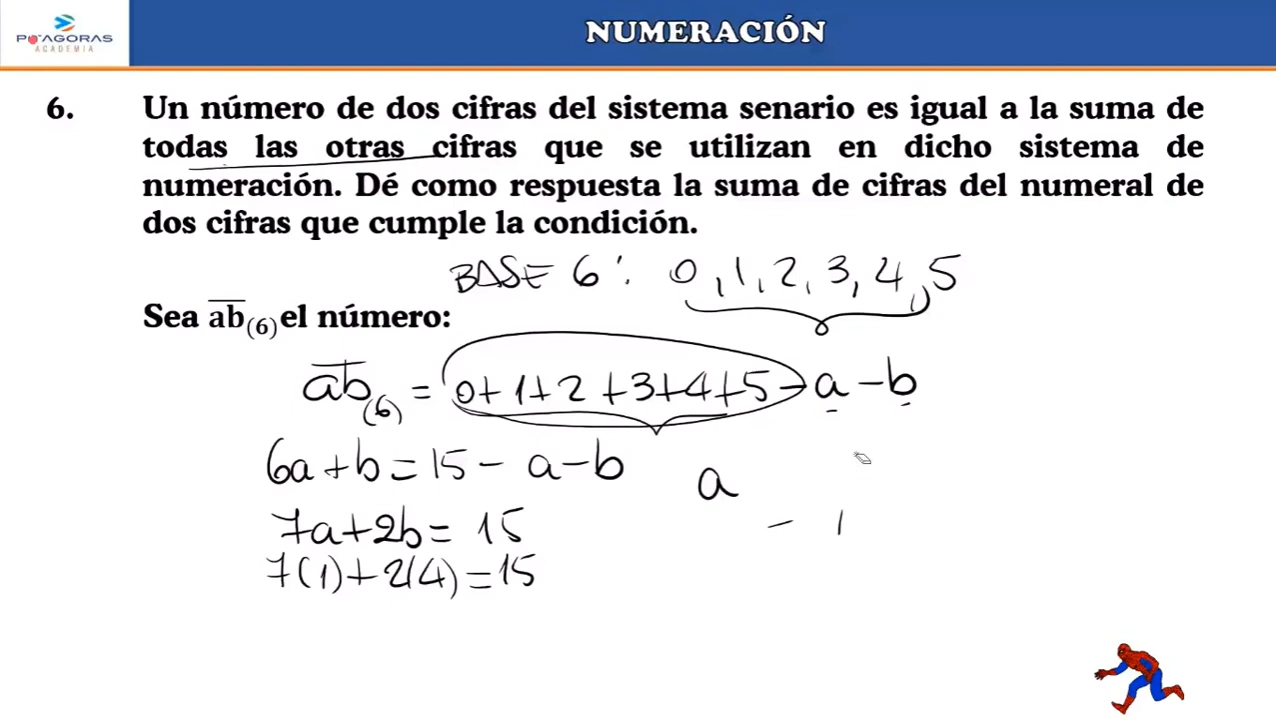 PITAGORAS
ACADEMIA
NUMERACIÓN
6. Un número de dos cifras del sistema senario es igual a la suma de
todas las otras cifras que se utilizan en dicho sistema de
numeración. Dé como respuesta la suma de cifras del numeral de
dos cifras que cumple la condición.
BASE 6: 0, 1, 2, 3, 4, 5
Sea ab(6) el número:
ab(6) = 0+1+2+3+4+5-a-b
6a+b=15-a-b
a
7a+2b=15
- 1
7(1)+2(4)=15